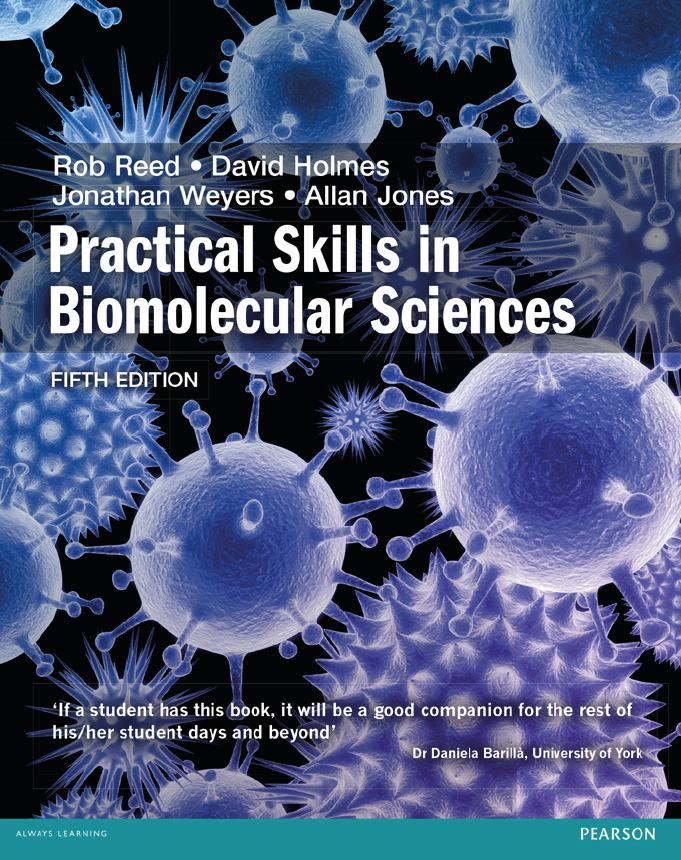 Rob Reed • David Holmes
Jonathan Weyers • Allan Jones
Practical Skills in
Biomolecular Sciences
FIFTH EDITION
‘If a student has this book, it will be a good companion for the rest of
his/her student days and beyond’
Dr Daniela Barillà, University of York
ALWAYS LEARNING
PEARSON